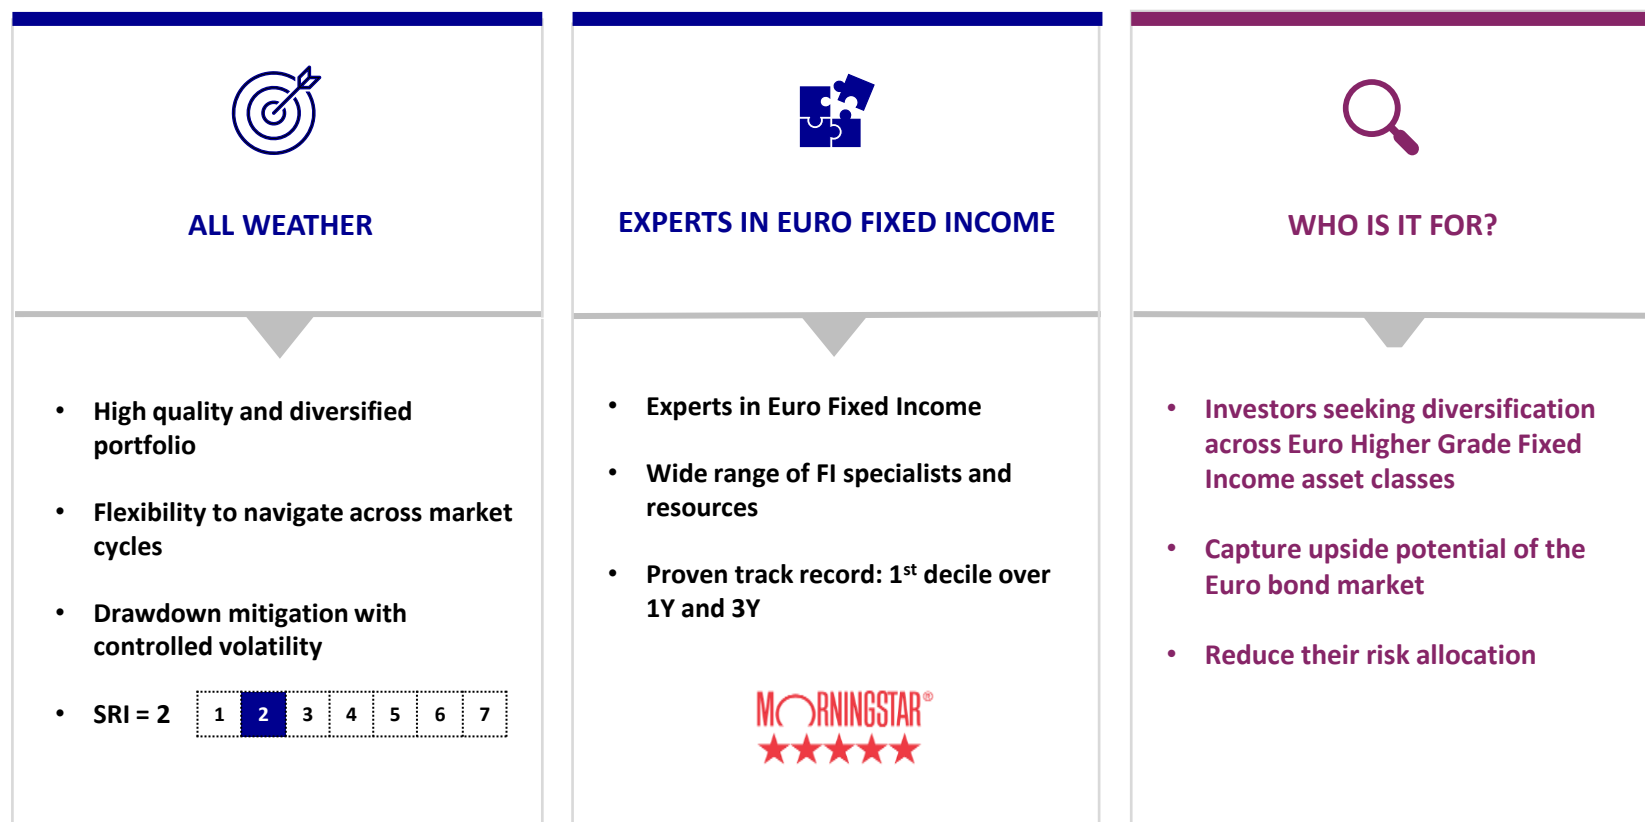 ALL WEATHER
• High quality and diversified
portfolio
• Flexibility to navigate across market
cycles
• Drawdown mitigation with
controlled volatility
• SRI = 2 1 2 3 4 5 6 7
EXPERTS IN EURO FIXED INCOME
• Experts in Euro Fixed Income
• Wide range of FI specialists and
resources
• Proven track record: 1st decile over
1Y and 3Y
MORNINGSTAR®
WHO IS IT FOR?
• Investors seeking diversification
across Euro Higher Grade Fixed
Income asset classes
• Capture upside potential of the
Euro bond market
• Reduce their risk allocation